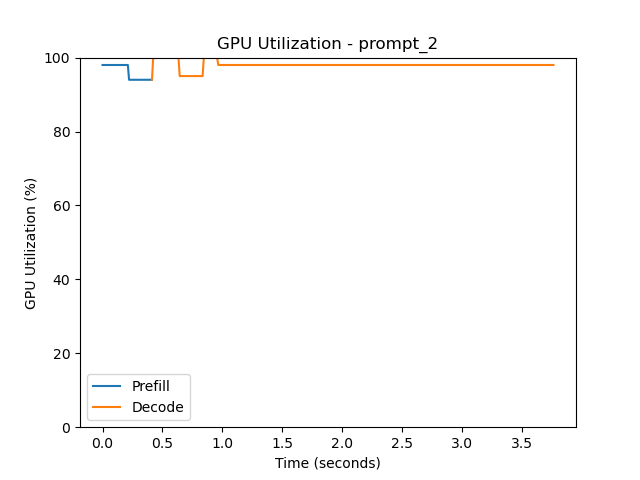 GPU Utilization - prompt_2
100
80
60
40
20
0
GPU Utilization (%)
Prefill
Decode
0.0 0.5 1.0 1.5 2.0 2.5 3.0 3.5
Time (seconds)